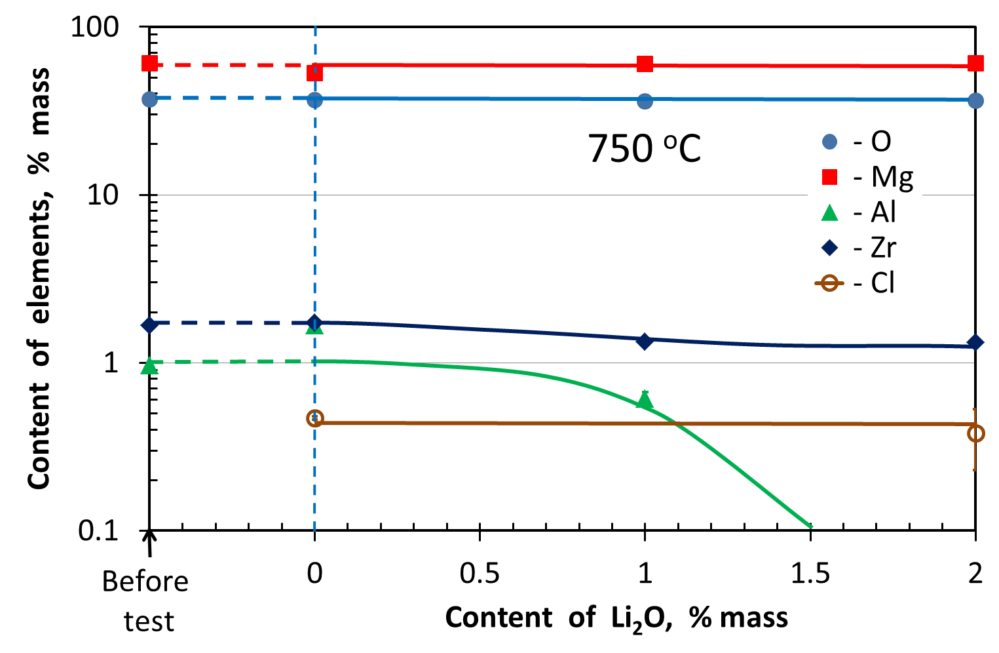 100
10
1
0.1
Content of elements, % mass
750 °C
- O
- Mg
- Al
- Zr
- Cl
0 0.5 1 1.5 2
Before
test
Content of Li₂O, % mass